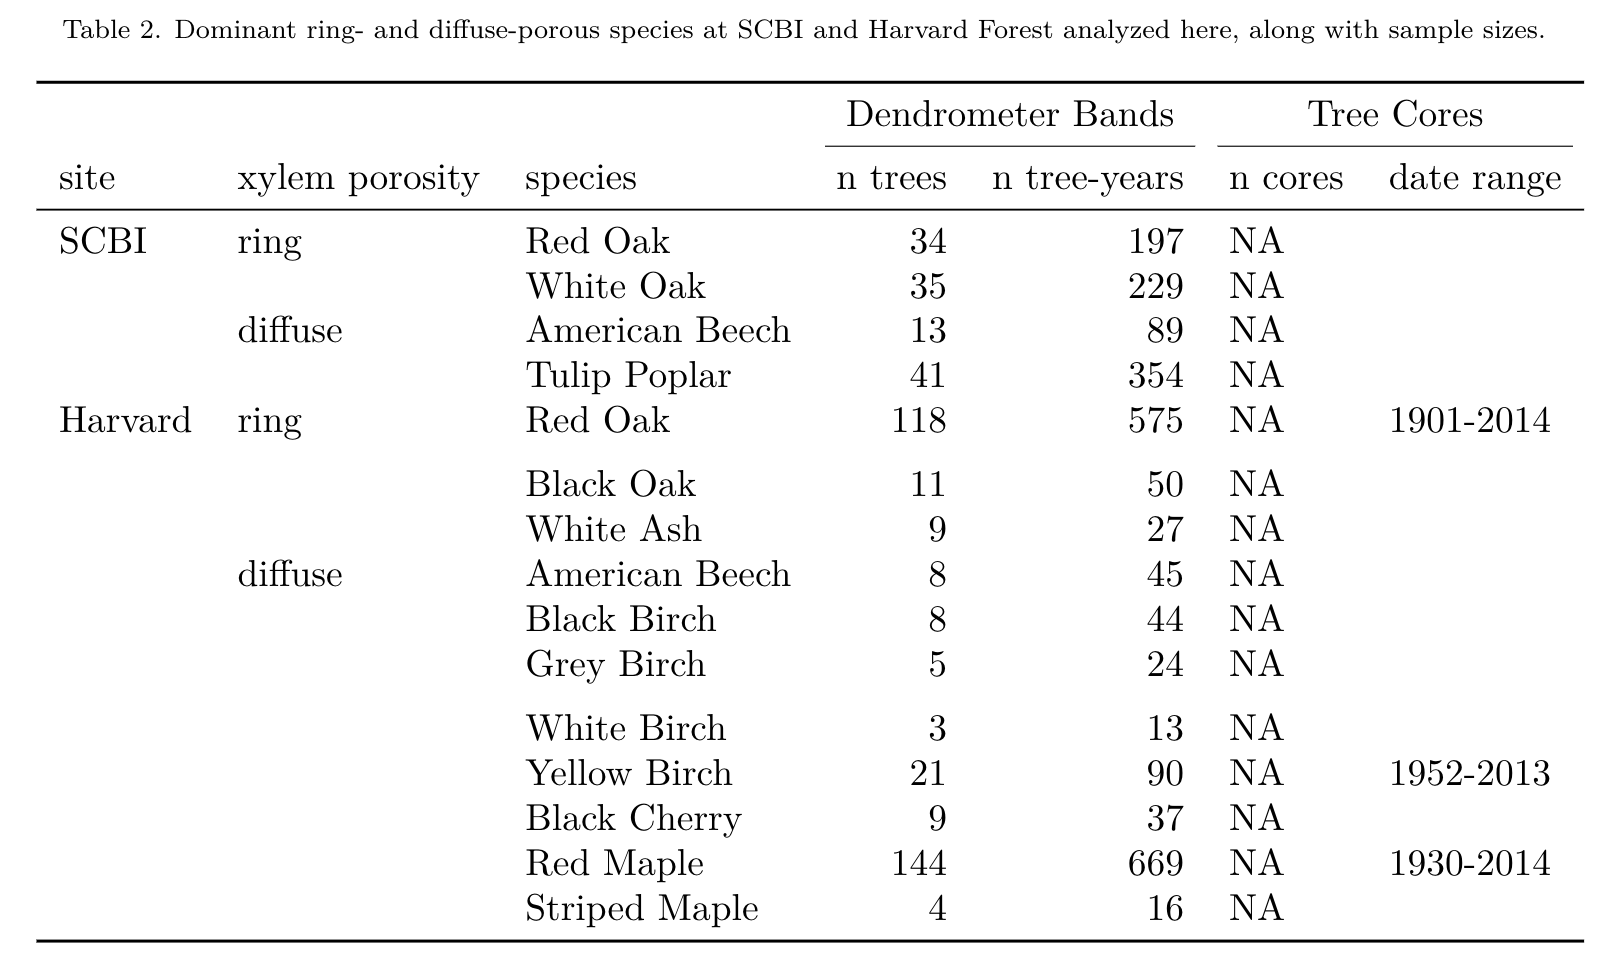 Table 2. Dominant ring- and diffuse-porous species at SCBI and Harvard Forest analyzed here, along with sample sizes.
Dendrometer Bands Tree Cores
site xylem porosity species n trees n tree-years n cores date range
SCBI ring Red Oak 34 197 NA
White Oak 35 229 NA
diffuse American Beech 13 89 NA
Tulip Poplar 41 354 NA
Harvard ring Red Oak 118 575 NA 1901-2014
Black Oak 11 50 NA
White Ash 9 27 NA
diffuse American Beech 8 45 NA
Black Birch 8 44 NA
Grey Birch 5 24 NA
White Birch 3 13 NA
Yellow Birch 21 90 NA 1952-2013
Black Cherry 9 37 NA
Red Maple 144 669 NA 1930-2014
Striped Maple 4 16 NA